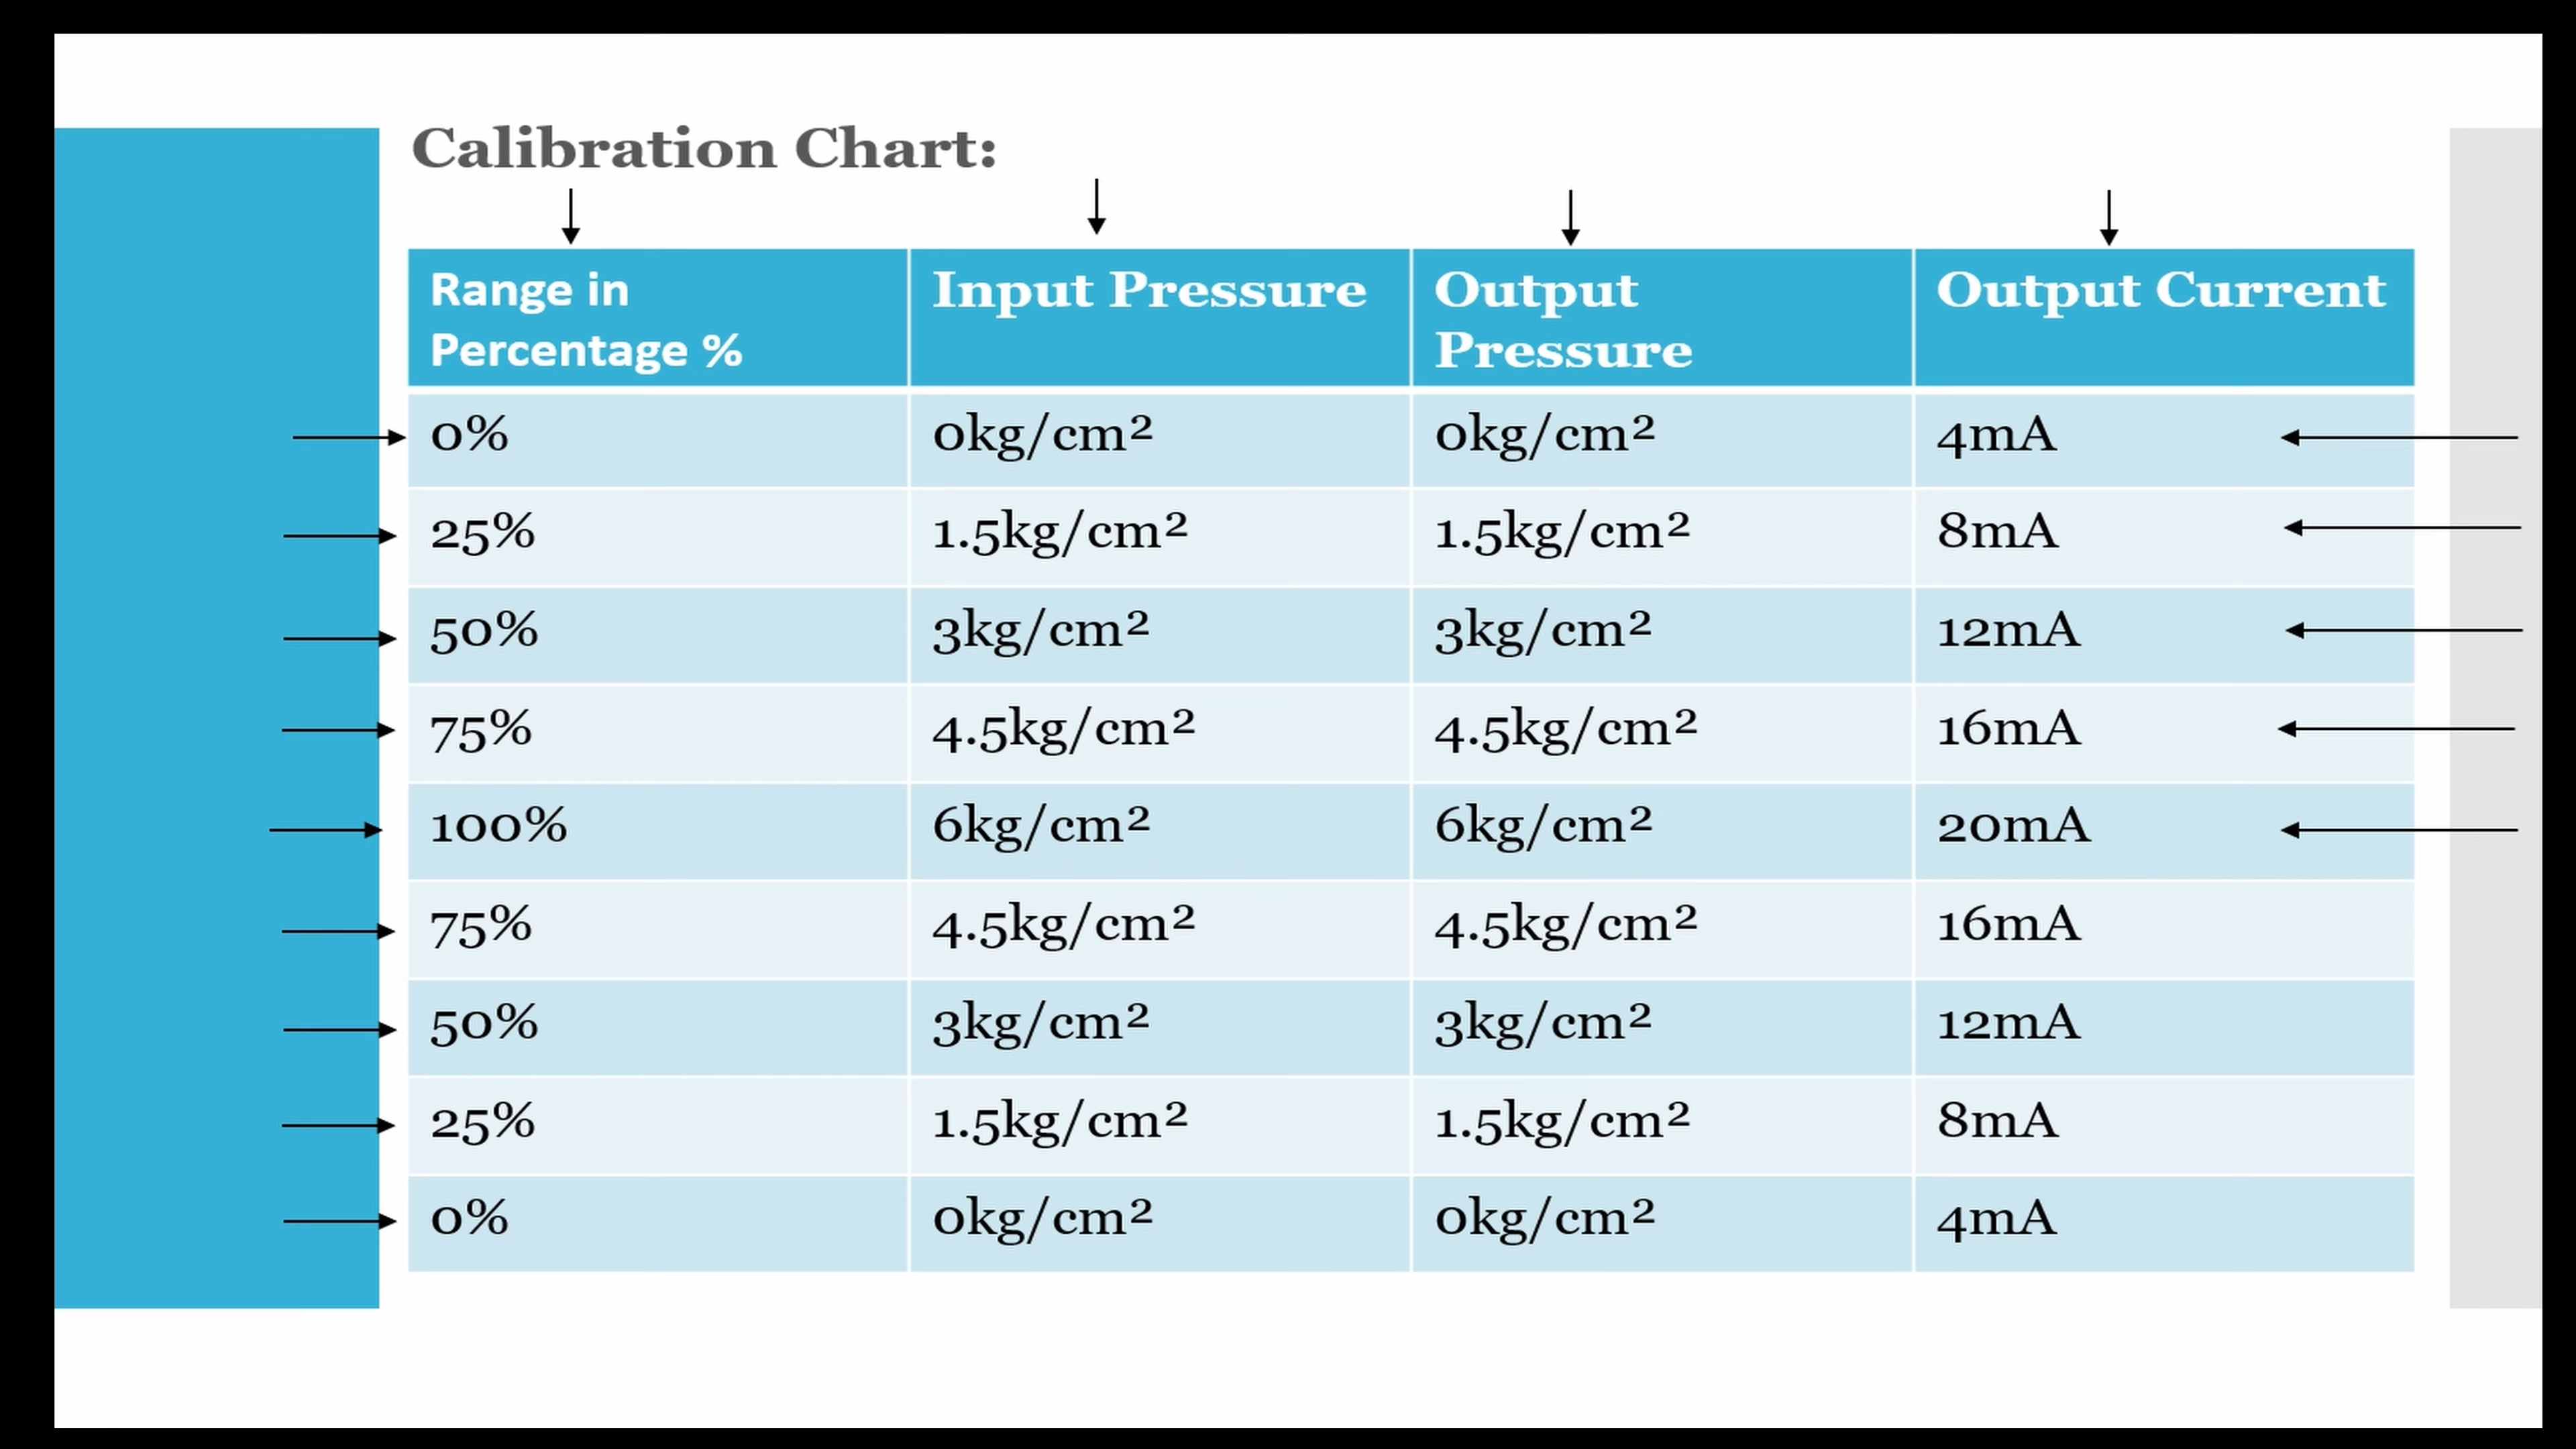 Calibration Chart:
Range in Percentage % Input Pressure Output Pressure Output Current
0% 0kg/cm² 0kg/cm² 4mA
25% 1.5kg/cm² 1.5kg/cm² 8mA
50% 3kg/cm² 3kg/cm² 12mA
75% 4.5kg/cm² 4.5kg/cm² 16mA
100% 6kg/cm² 6kg/cm² 20mA
75% 4.5kg/cm² 4.5kg/cm² 16mA
50% 3kg/cm² 3kg/cm² 12mA
25% 1.5kg/cm² 1.5kg/cm² 8mA
0% 0kg/cm² 0kg/cm² 4mA